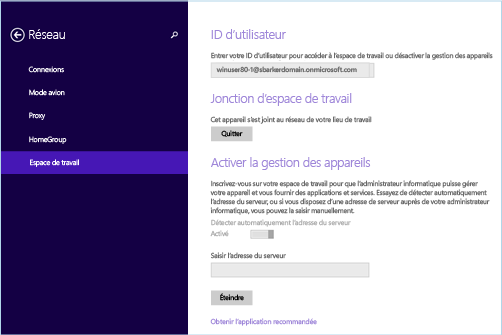 Réseau
Connexions
Mode avion
Proxy
HomeGroup
Espace de travail
ID d'utilisateur
Entrer votre ID d'utilisateur pour accéder à l'espace de travail ou désactiver la gestion des appareils
winuser80-1@sbarkerdomain.onmicrosoft.com
Jonction d'espace de travail
Cet appareil s'est joint au réseau de votre lieu de travail
Quitter
Activer la gestion des appareils
Inscrivez-vous sur votre espace de travail pour que l'administrateur informatique puisse gérer
votre appareil et vous fournir des applications et services. Essayez de détecter automatiquement
l'adresse du serveur, ou si vous disposez d'une adresse de serveur auprès de votre administrateur
informatique, vous pouvez la saisir manuellement.
Détecter automatiquement l'adresse du serveur
Activé
Saisir l'adresse du serveur
Éteindre
Obtenir l'application recommandée